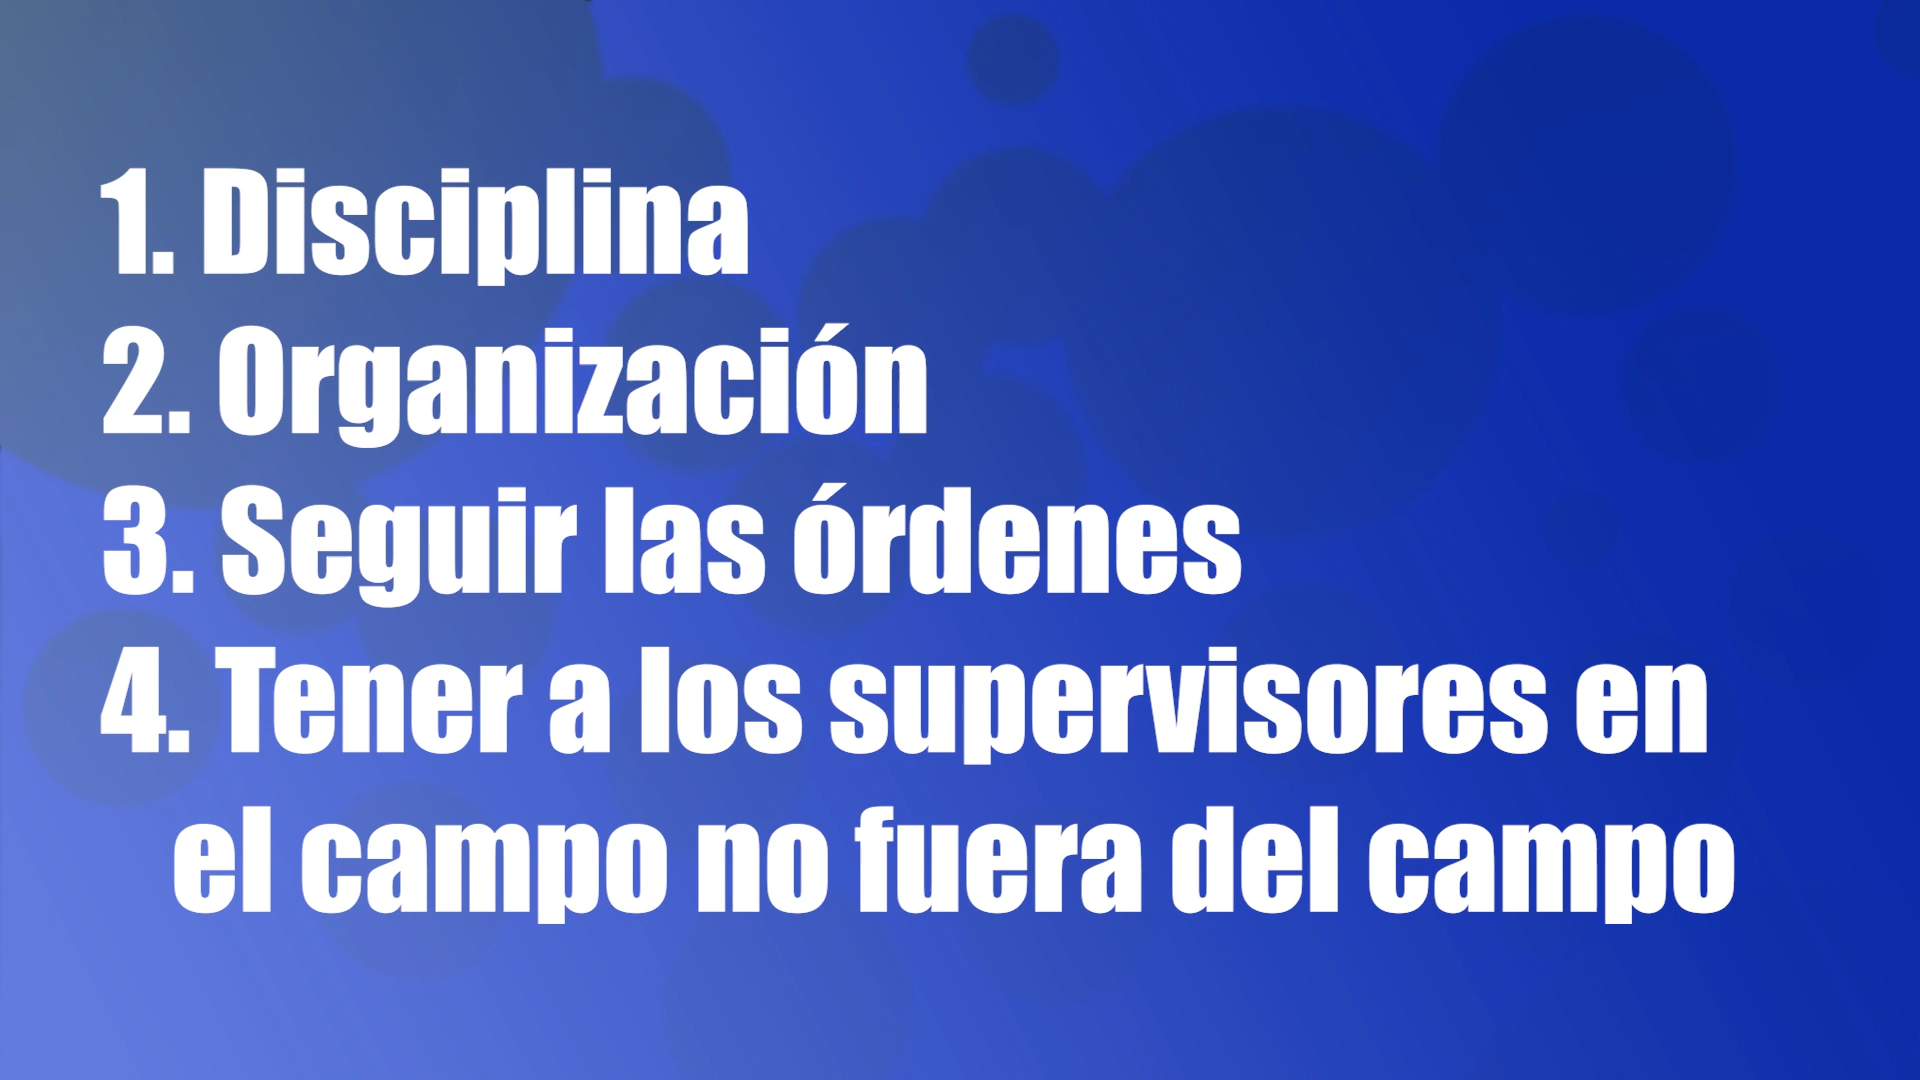 1. Disciplina
2. Organización
3. Seguir las órdenes
4. Tener a los supervisores en
el campo no fuera del campo